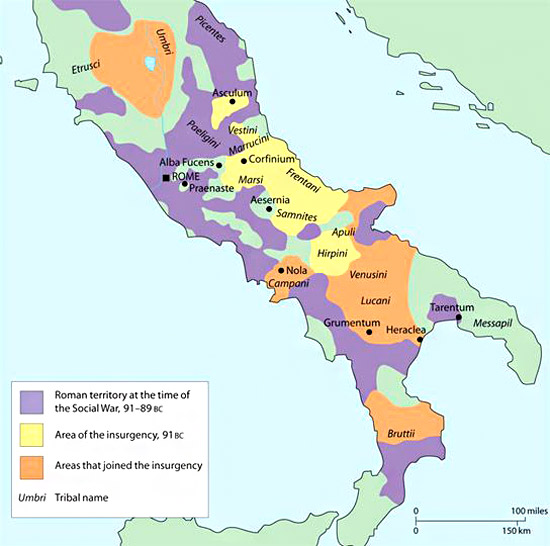 Picentes
Umbri
Etrusci
Asculum
Vestini
Paeligini
Marrucini
Alba Fucens
Corfinium
ROME
Marsi
Frentani
Praenaste
Aesernia
Samnites
Apuli
Hirpini
Nola
Venusini
Campani
Lucani
Tarentum
Grumentum
Heraclea
Messapil
Bruttii
Roman territory at the time of
the Social War, 91–89 BC
Area of the insurgency, 91 BC
Areas that joined the insurgency
Umbri Tribal name
0 100 miles
0 150 km